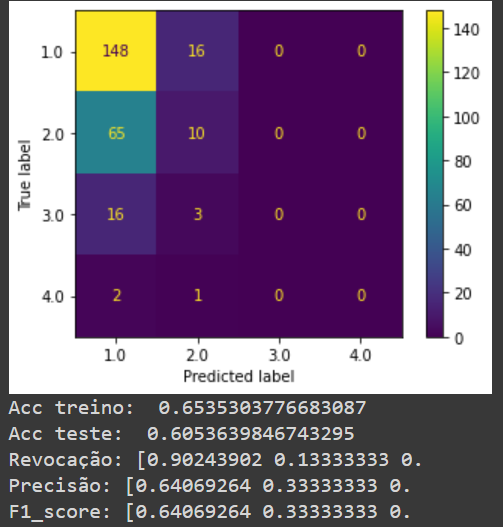 1.0 148 16 0 0
2.0 65 10 0 0
3.0 16 3 0 0
4.0 2 1 0 0
1.0 2.0 3.0 4.0
True label
Predicted label
140
120
100
80
60
40
20
0
Acc treino: 0.6535303776683087
Acc teste: 0.6053639846743295
Revocação: [0.90243902 0.13333333 0.
Precisão: [0.64069264 0.33333333 0.
F1_score: [0.64069264 0.33333333 0.